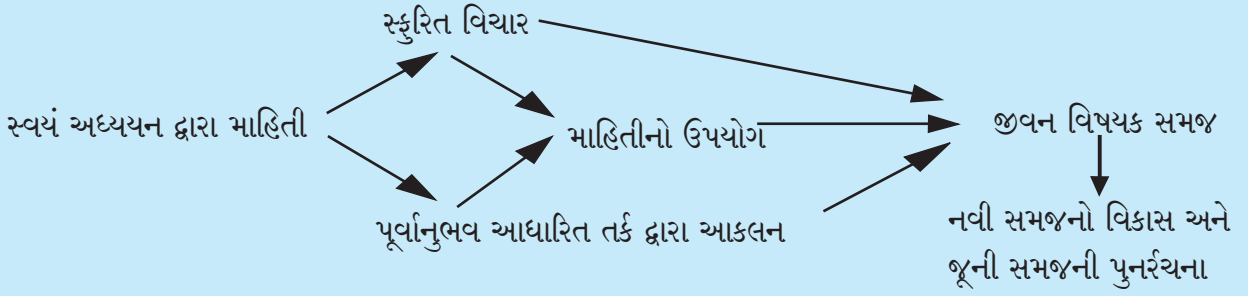 સ્ફુરિત વિચાર
સ્વયં અધ્યયન દ્વારા માહિતી
માહિતીનો ઉપયોગ
જીવન વિષયક સમજ
પૂર્વાનુભવ આધારિત તર્ક દ્વારા આકલન
નવી સમજનો વિકાસ અને
જૂની સમજની પુનર્રચના